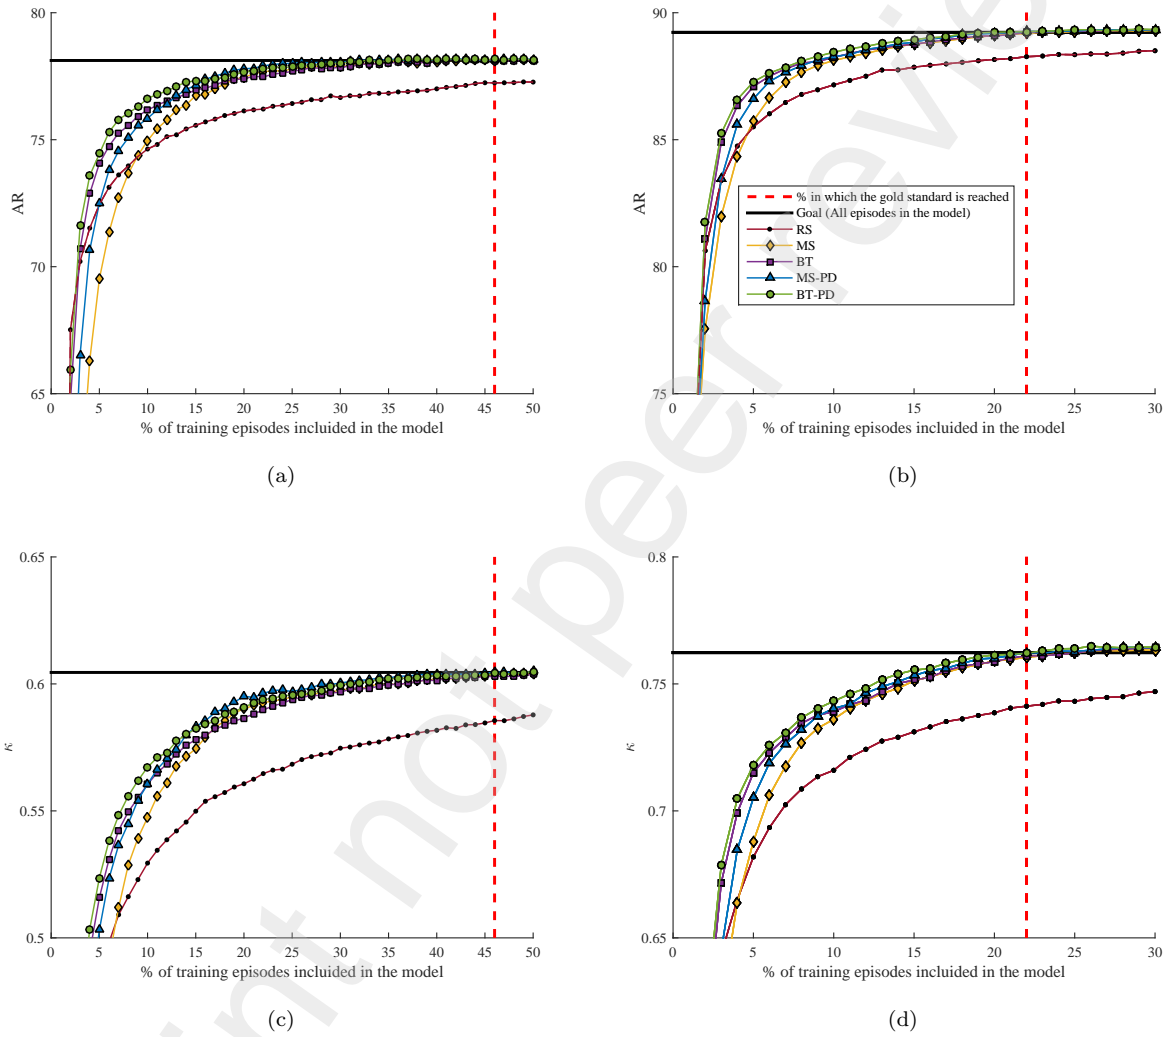 80
75
70
65
AR
0 5 10 15 20 25 30 35 40 45 50
% of training episodes incluided in the model
(a)
90
85
80
75
AR
% in which the gold standard is reached
Goal (All episodes in the model)
RS
MS
BT
MS-PD
BT-PD
0 5 10 15 20 25 30
% of training episodes incluided in the model
(b)
0.65
0.6
0.55
0.5
κ
0 5 10 15 20 25 30 35 40 45 50
% of training episodes incluided in the model
(c)
0.8
0.75
0.7
0.65
κ
0 5 10 15 20 25 30
% of training episodes incluided in the model
(d)
int not peer review